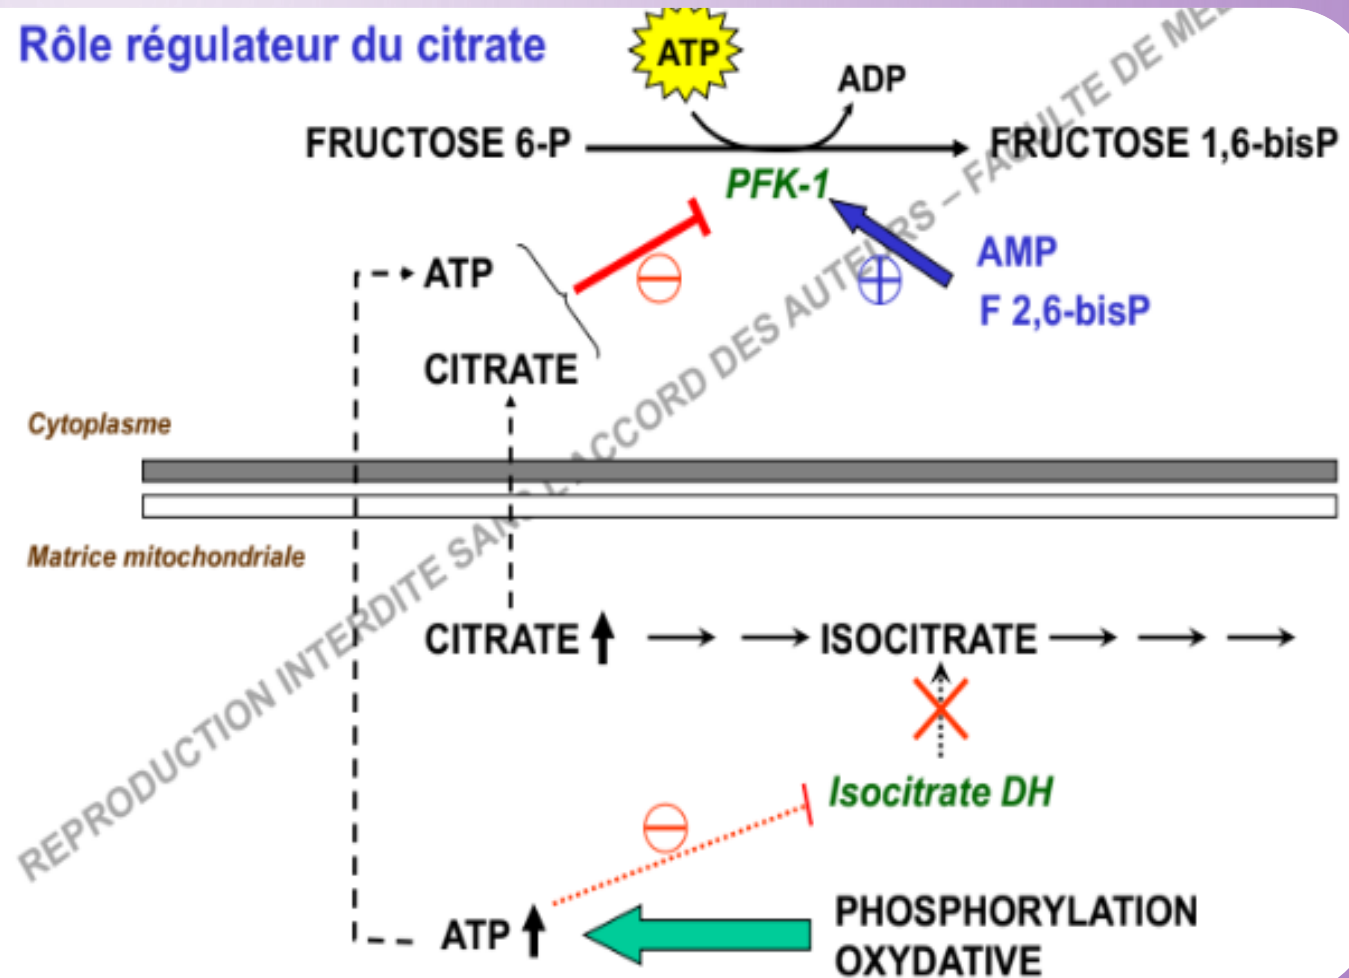 Rôle régulateur du citrate
ATP
ADP
FRUCTOSE 6-P
FRUCTOSE 1,6-bisP
PFK-1
ATP
AMP
F 2,6-bisP
CITRATE
Cytoplasme
Matrice mitochondriale
CITRATE
ISOCITRATE
Isocitrate DH
ATP
PHOSPHORYLATION
OXYDATIVE
REPRODUCTION INTERDITE SANS L'ACCORD DES AUTEURS – FACULTE DE